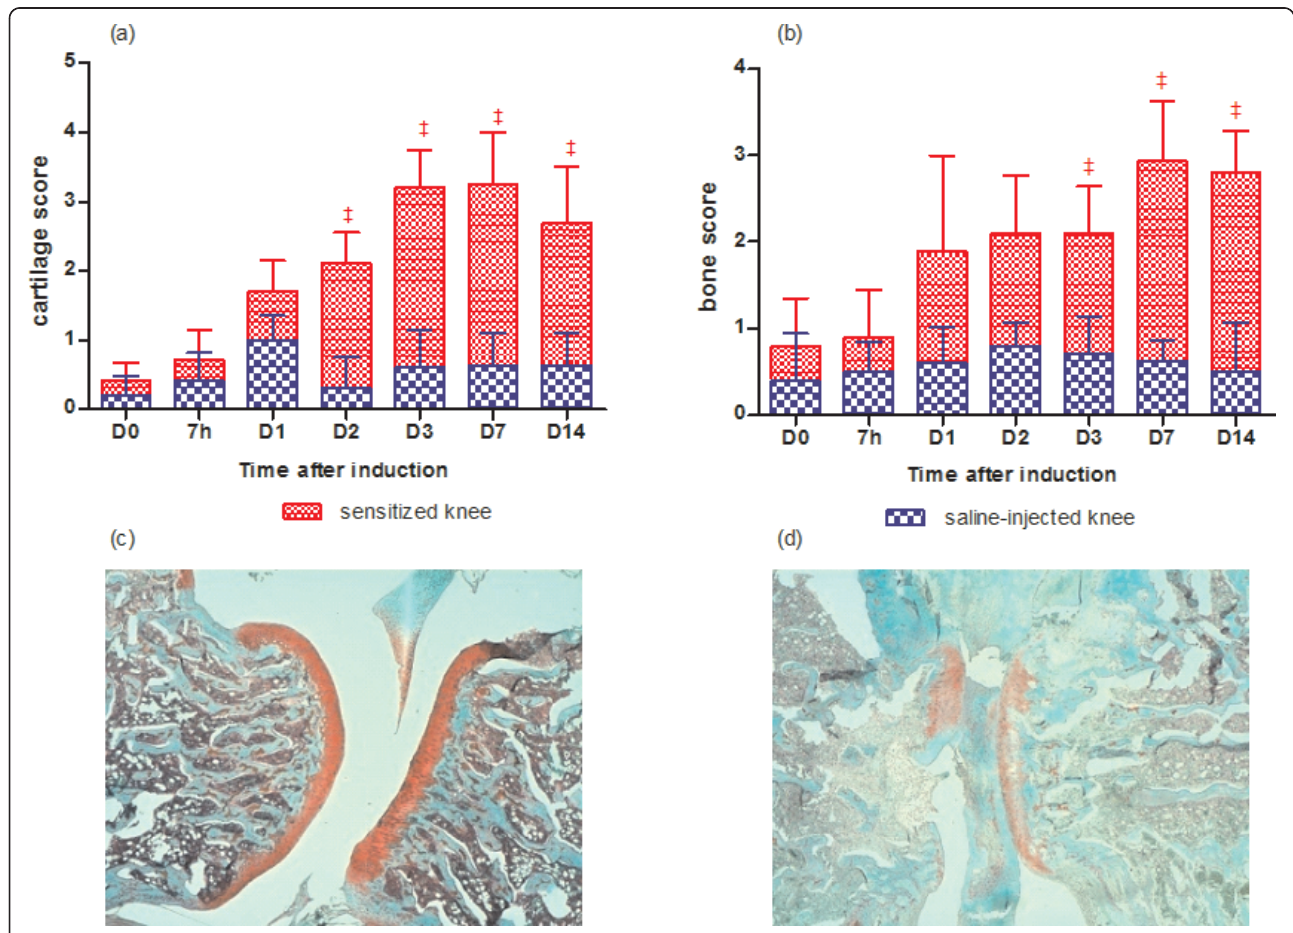 (a)
5
4
3
2
1
0
cartilage score
‡ ‡ ‡ ‡
D0 7h D1 D2 D3 D7 D14
Time after induction
sensitized knee
(b)
4
3
2
1
0
bone score
‡ ‡ ‡
D0 7h D1 D2 D3 D7 D14
Time after induction
saline-injected knee
(c)
(d)